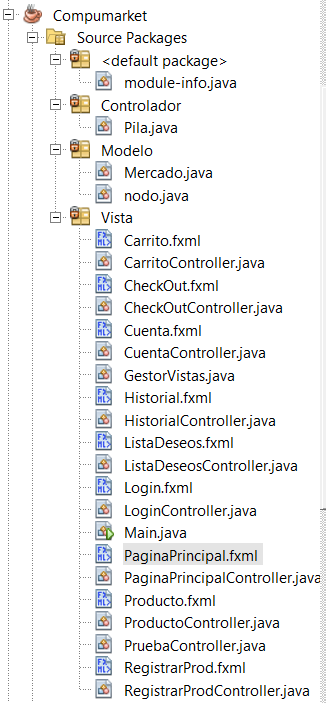 Compumarket
Source Packages
<default package>
module-info.java
Controlador
Pila.java
Modelo
Mercado.java
nodo.java
Vista
Carrito.fxml
CarritoController.java
CheckOut.fxml
CheckOutController.java
Cuenta.fxml
CuentaController.java
GestorVistas.java
Historial.fxml
HistorialController.java
ListaDeseos.fxml
ListaDeseosController.java
Login.fxml
LoginController.java
Main.java
PaginaPrincipal.fxml
PaginaPrincipalController.java
Producto.fxml
ProductoController.java
PruebaController.java
RegistrarProd.fxml
RegistrarProdController.java